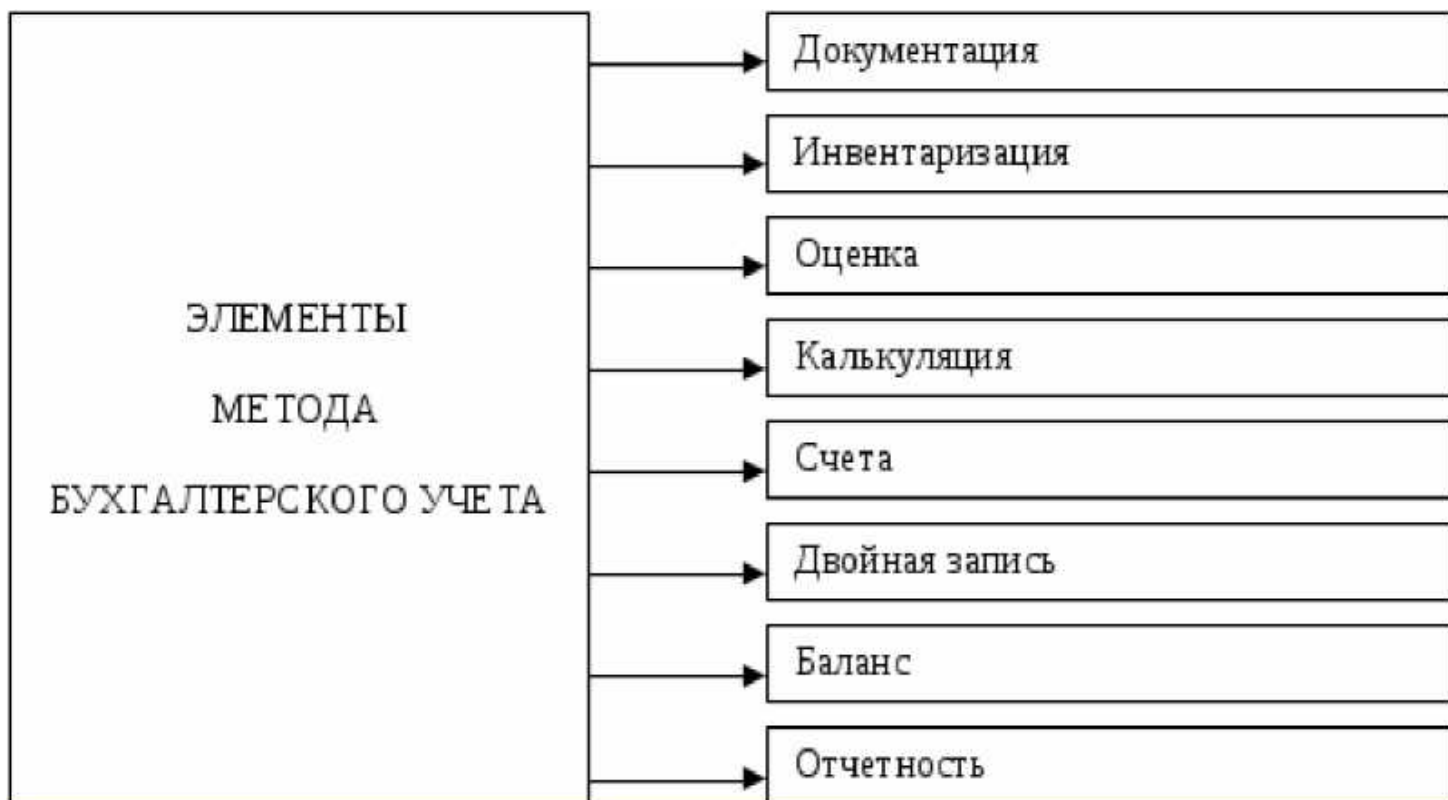 ЭЛЕМЕНТЫ
МЕТОДА
БУХГАЛТЕРСКОГО УЧЕТА
Документация
Инвентаризация
Оценка
Калькуляция
Счета
Двойная запись
Баланс
Отчетность